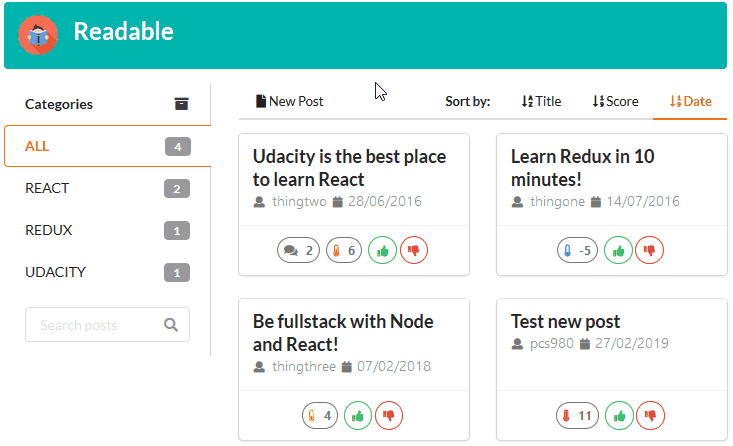 Readable
Categories
ALL 4
REACT 2
REDUX 1
UDACITY 1
Search posts
New Post Sort by: Title Score Date
Udacity is the best place
to learn React
thingtwo 28/06/2016
2 6
Learn Redux in 10
minutes!
thingone 14/07/2016
-5
Be fullstack with Node
and React!
thingthree 07/02/2018
4
Test new post
pcs980 27/02/2019
11